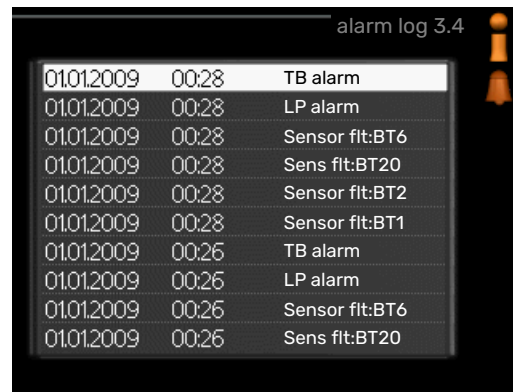 alarm log 3.4
01.01.2009 00:28 TB alarm
01.01.2009 00:28 LP alarm
01.01.2009 00:28 Sensor flt:BT6
01.01.2009 00:28 Sens flt:BT20
01.01.2009 00:28 Sensor flt:BT2
01.01.2009 00:28 Sensor flt:BT1
01.01.2009 00:26 TB alarm
01.01.2009 00:26 LP alarm
01.01.2009 00:26 Sensor flt:BT6
01.01.2009 00:26 Sens flt:BT20